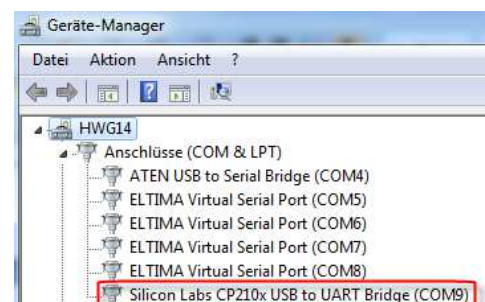 Geräte-Manager
Datei Aktion Ansicht ?
HWG14
Anschlüsse (COM & LPT)
ATEN USB to Serial Bridge (COM4)
ELTIMA Virtual Serial Port (COM5)
ELTIMA Virtual Serial Port (COM6)
ELTIMA Virtual Serial Port (COM7)
ELTIMA Virtual Serial Port (COM8)
Silicon Labs CP210x USB to UART Bridge (COM9)